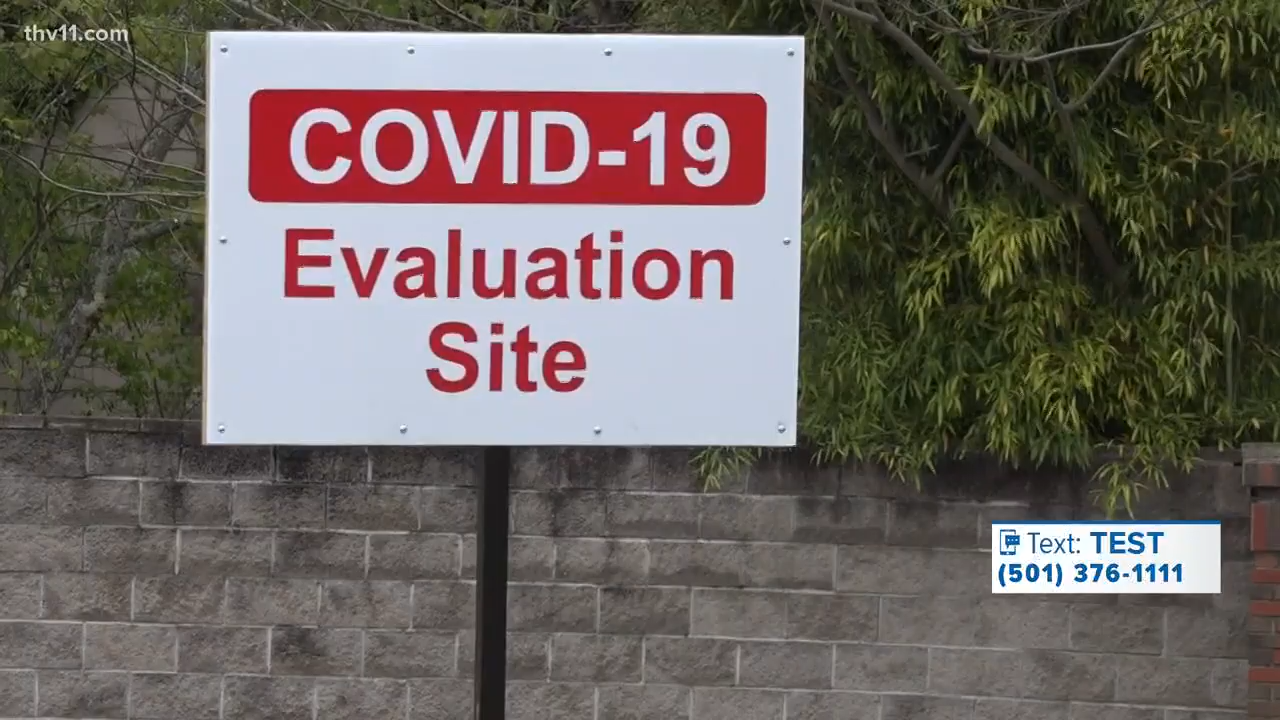 thv11.com
COVID-19
Evaluation
Site
Text: TEST
(501) 376-1111